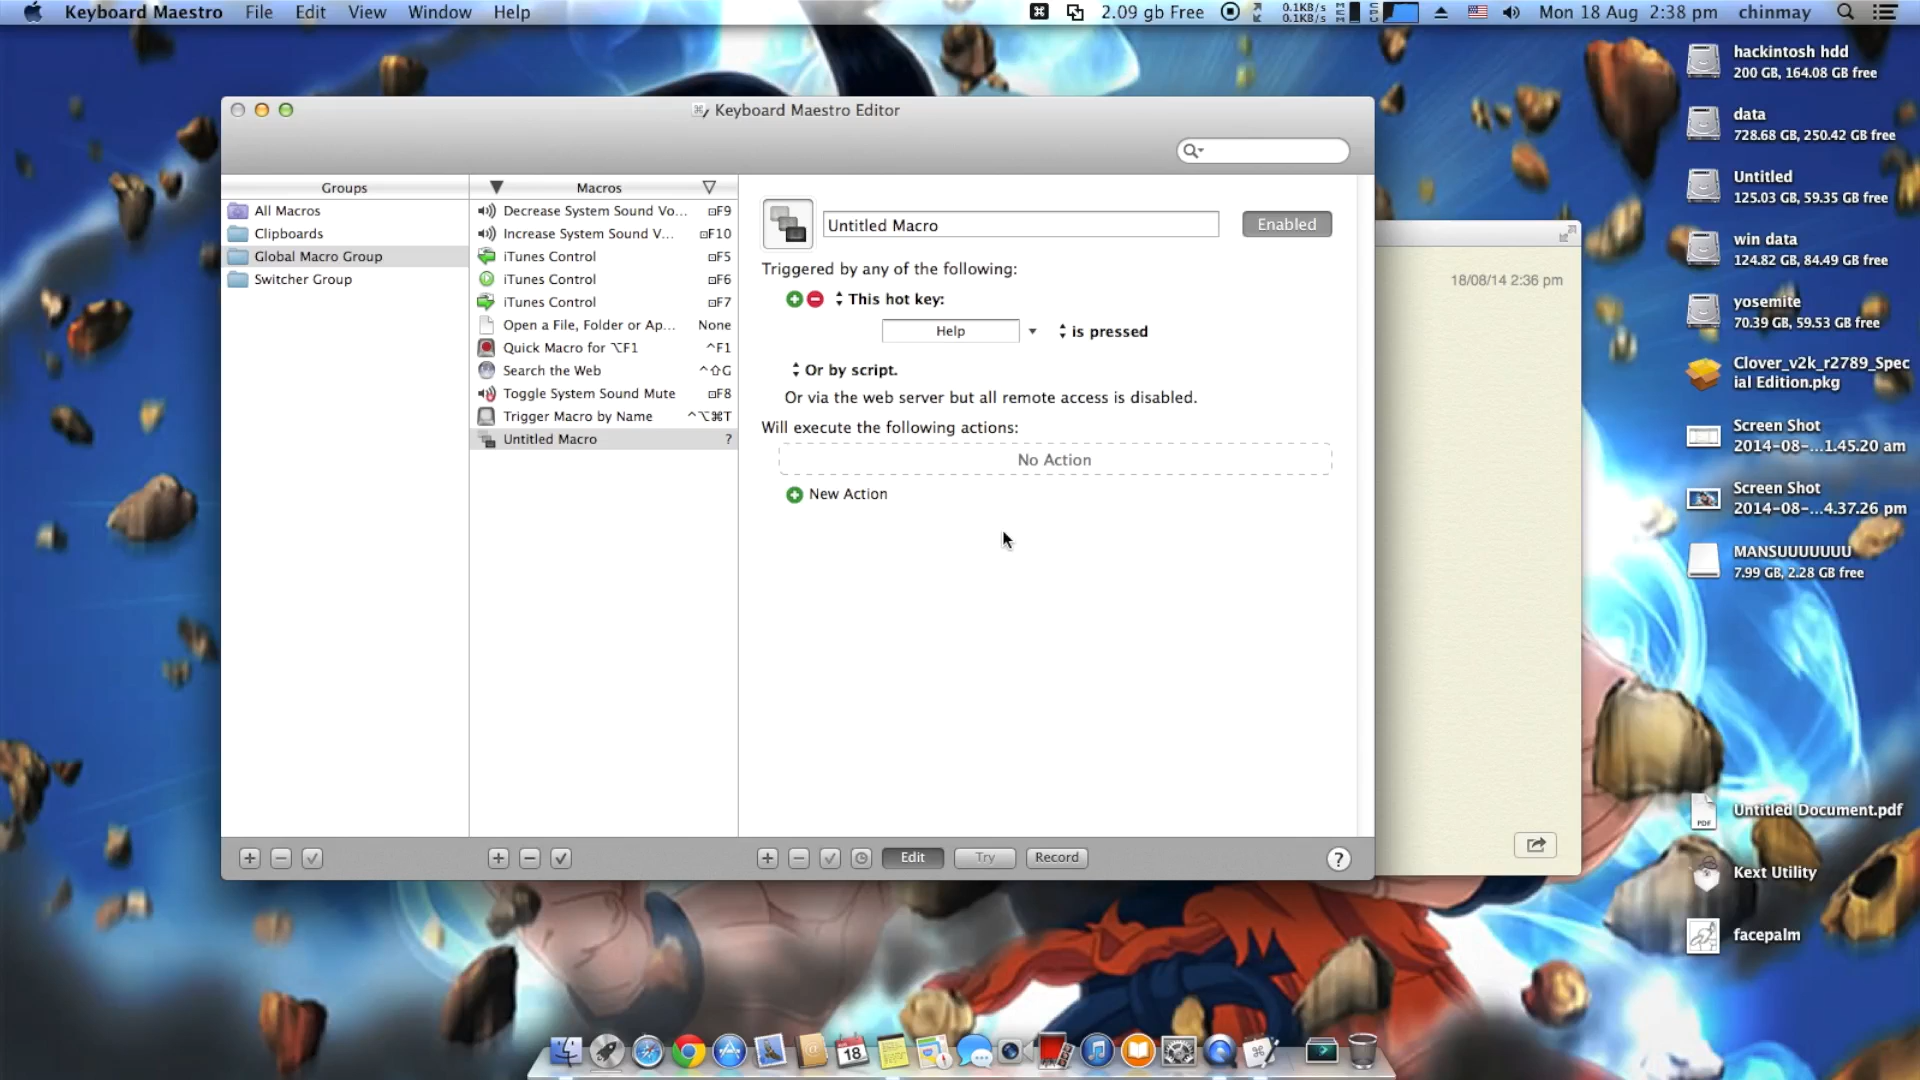 Keyboard Maestro File Edit View Window Help
2.09 gb Free 0.1KB/s 0.1KB/s Mon 18 Aug 2:38 pm chinmay
Keyboard Maestro Editor
Groups
All Macros
Clipboards
Global Macro Group
Switcher Group
Macros
Decrease System Sound Vo... F9
Increase System Sound V... F10
iTunes Control F5
iTunes Control F6
iTunes Control F7
Open a File, Folder or Ap... None
Quick Macro for ⌥F1 ^F1
Search the Web ^⇧G
Toggle System Sound Mute F8
Trigger Macro by Name ^⌥⌘T
Untitled Macro ?
Untitled Macro
Enabled
Triggered by any of the following:
This hot key:
Help
is pressed
Or by script.
Or via the web server but all remote access is disabled.
Will execute the following actions:
No Action
New Action
Edit
Try
Record
?
18/08/14 2:36 pm
hackintosh hdd
200 GB, 164.08 GB free
data
728.68 GB, 250.42 GB free
Untitled
125.03 GB, 59.35 GB free
win data
124.82 GB, 84.49 GB free
yosemite
70.39 GB, 59.53 GB free
Clover_v2k_r2789_Spec
ial Edition.pkg
Screen Shot
2014-08-...1.45.20 am
Screen Shot
2014-08-...4.37.26 pm
MANSUUUUUUU
7.99 GB, 2.28 GB free
Untitled Document.pdf
PDF
Kext Utility
facepalm
18